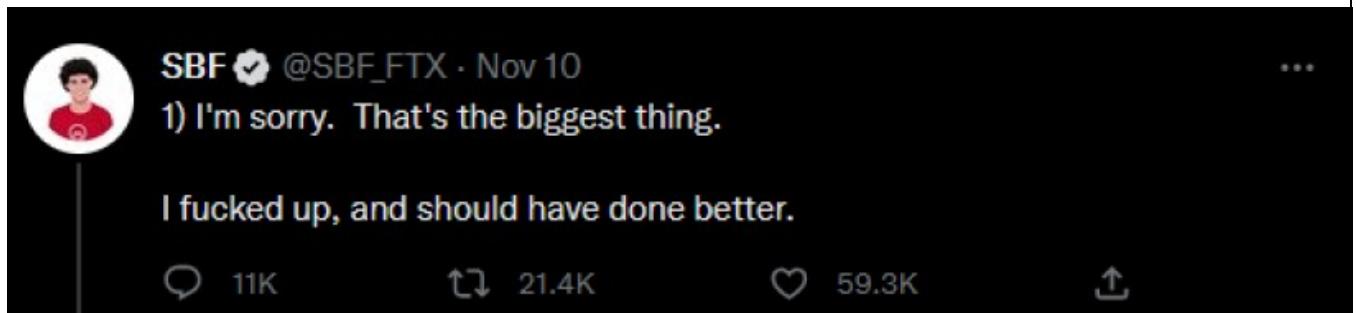 SBF @SBF_FTX · Nov 10
1) I'm sorry.  That's the biggest thing.
I fucked up, and should have done better.
11K 21.4K 59.3K